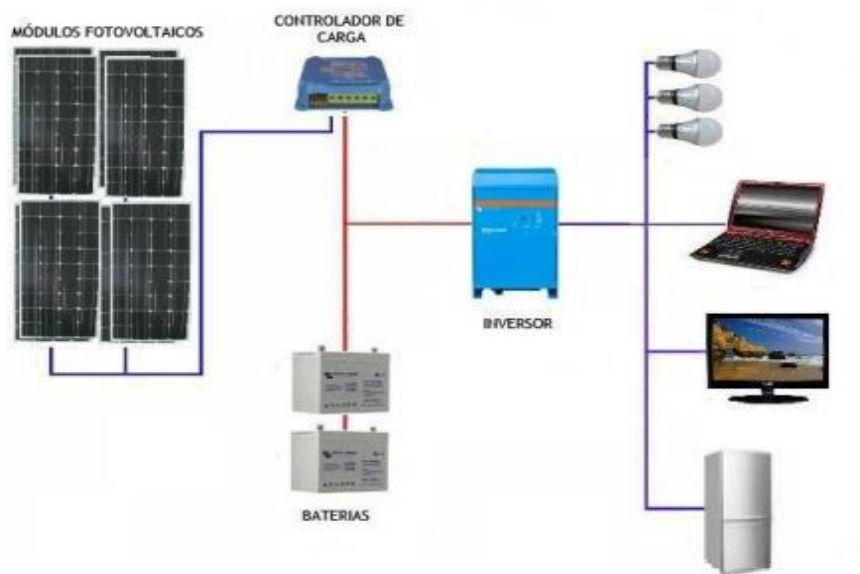 MÓDULOS FOTOVOLTAICOS
CONTROLADOR DE
CARGA
INVERSOR
BATERIAS